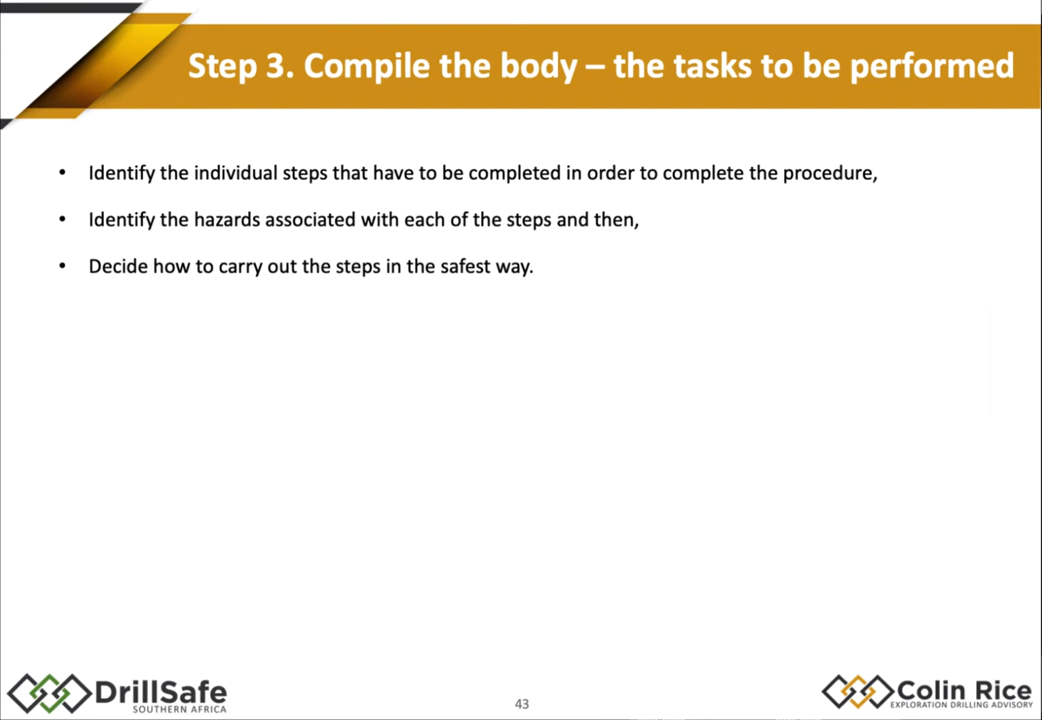 Step 3. Compile the body – the tasks to be performed
• Identify the individual steps that have to be completed in order to complete the procedure,
• Identify the hazards associated with each of the steps and then,
• Decide how to carry out the steps in the safest way.
DrillSafe
SOUTHERN AFRICA
43
Colin Rice
EXPLORATION DRILLING ADVISORY